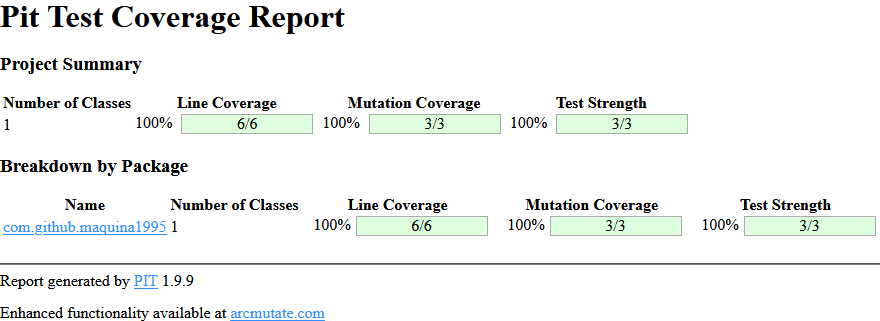 Pit Test Coverage Report
Project Summary
Number of Classes Line Coverage Mutation Coverage Test Strength
1 100% 6/6 100% 3/3 100% 3/3
Breakdown by Package
Name Number of Classes Line Coverage Mutation Coverage Test Strength
com.github.maquina1995 1 100% 6/6 100% 3/3 100% 3/3
Report generated by PIT 1.9.9
Enhanced functionality available at arcmutate.com